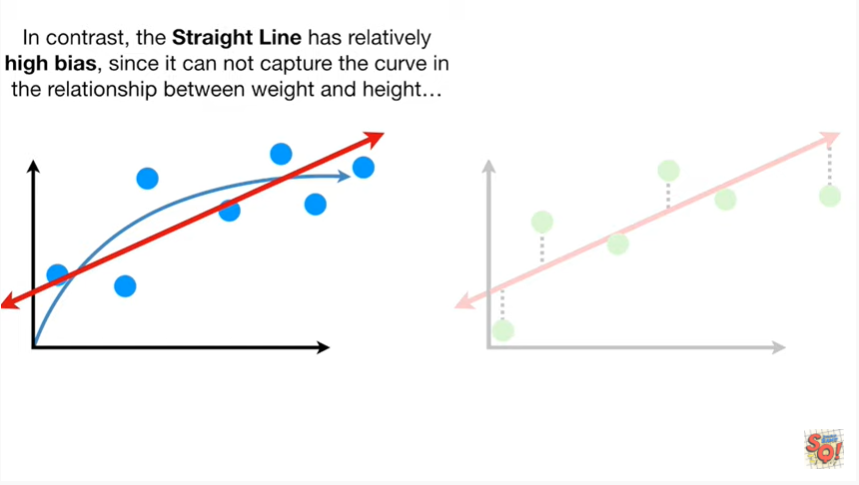 In contrast, the Straight Line has relatively
high bias, since it can not capture the curve in
the relationship between weight and height...
SQ!